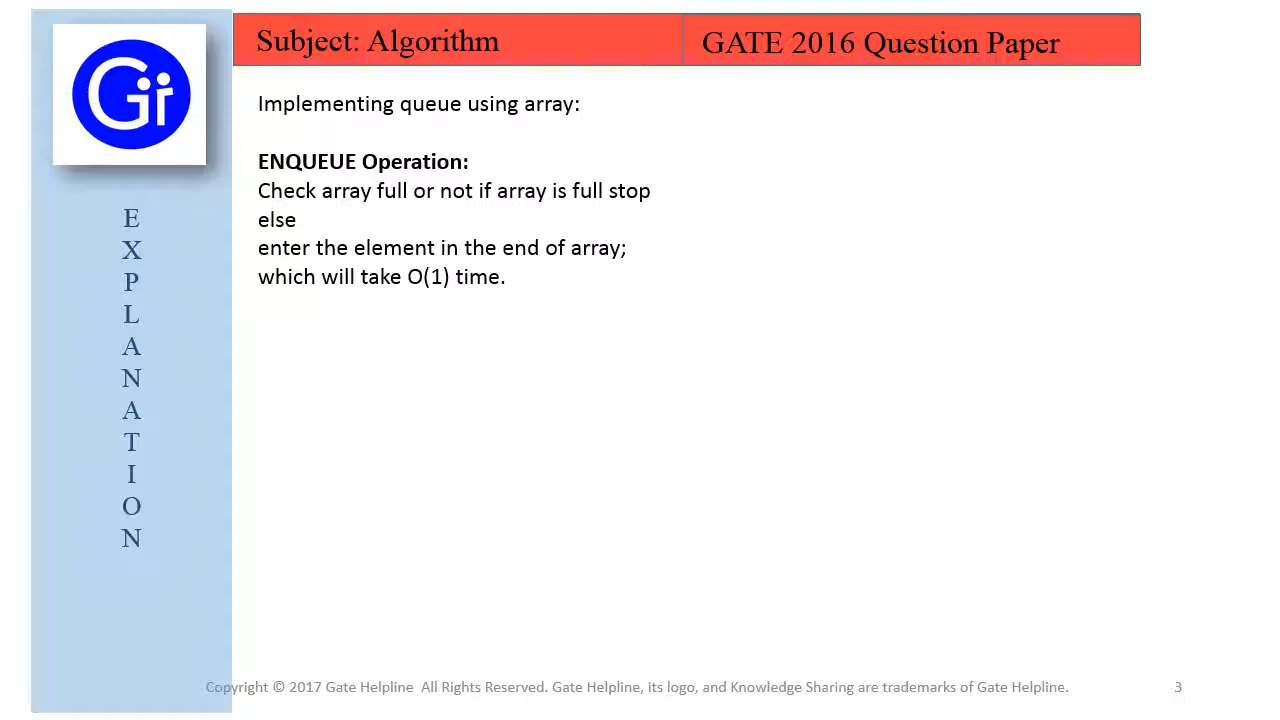 Subject: Algorithm
GATE 2016 Question Paper
Gi
Implementing queue using array:
ENQUEUE Operation:
Check array full or not if array is full stop
else
enter the element in the end of array;
which will take O(1) time.
E
X
P
L
A
N
A
T
I
O
N
Copyright © 2017 Gate Helpline All Rights Reserved. Gate Helpline, its logo, and Knowledge Sharing are trademarks of Gate Helpline.
3